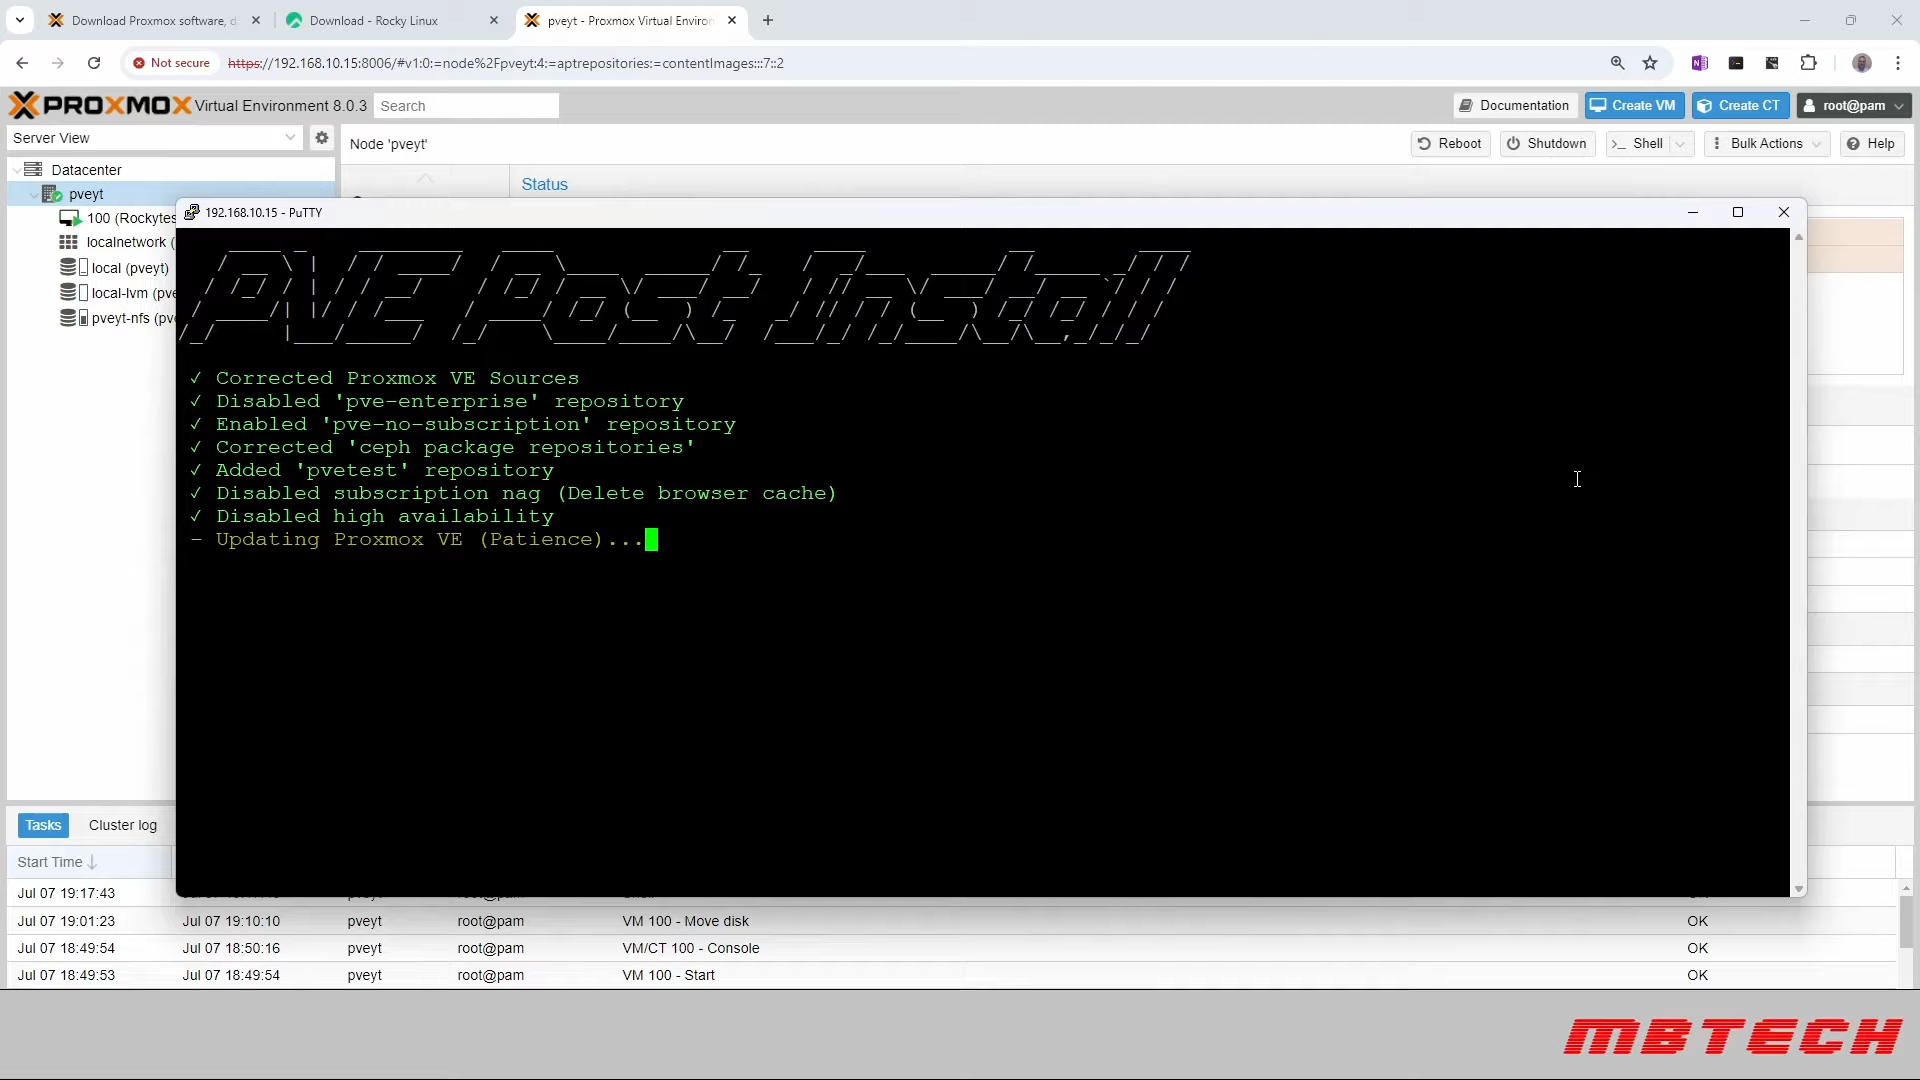 Download Proxmox software, d
Download - Rocky Linux
pveyt - Proxmox Virtual Enviror
Not secure
https://192.168.10.15:8006/#v1:0:=node%2Fpveyt:4:=aptrepositories:=contentImages:::7::2
PROXMOX Virtual Environment 8.0.3 Search
Documentation Create VM Create CT root@pam
Server View
Node 'pveyt'
Reboot Shutdown >_ Shell Bulk Actions Help
Datacenter
Status
pveyt
100 (Rockytes
localnetwork (
local (pveyt)
local-lvm (pve
pveyt-nfs (pve
192.168.10.15 - PuTTY
PVE Post Install
✓ Corrected Proxmox VE Sources
✓ Disabled 'pve-enterprise' repository
✓ Enabled 'pve-no-subscription' repository
✓ Corrected 'ceph package repositories'
✓ Added 'pvetest' repository
✓ Disabled subscription nag (Delete browser cache)
✓ Disabled high availability
- Updating Proxmox VE (Patience)...
Tasks Cluster log
Start Time
Jul 07 19:17:43
Jul 07 19:01:23 Jul 07 19:10:10 pveyt root@pam VM 100 - Move disk OK
Jul 07 18:49:54 Jul 07 18:50:16 pveyt root@pam VM/CT 100 - Console OK
Jul 07 18:49:53 Jul 07 18:49:54 pveyt root@pam VM 100 - Start OK
MBTECH